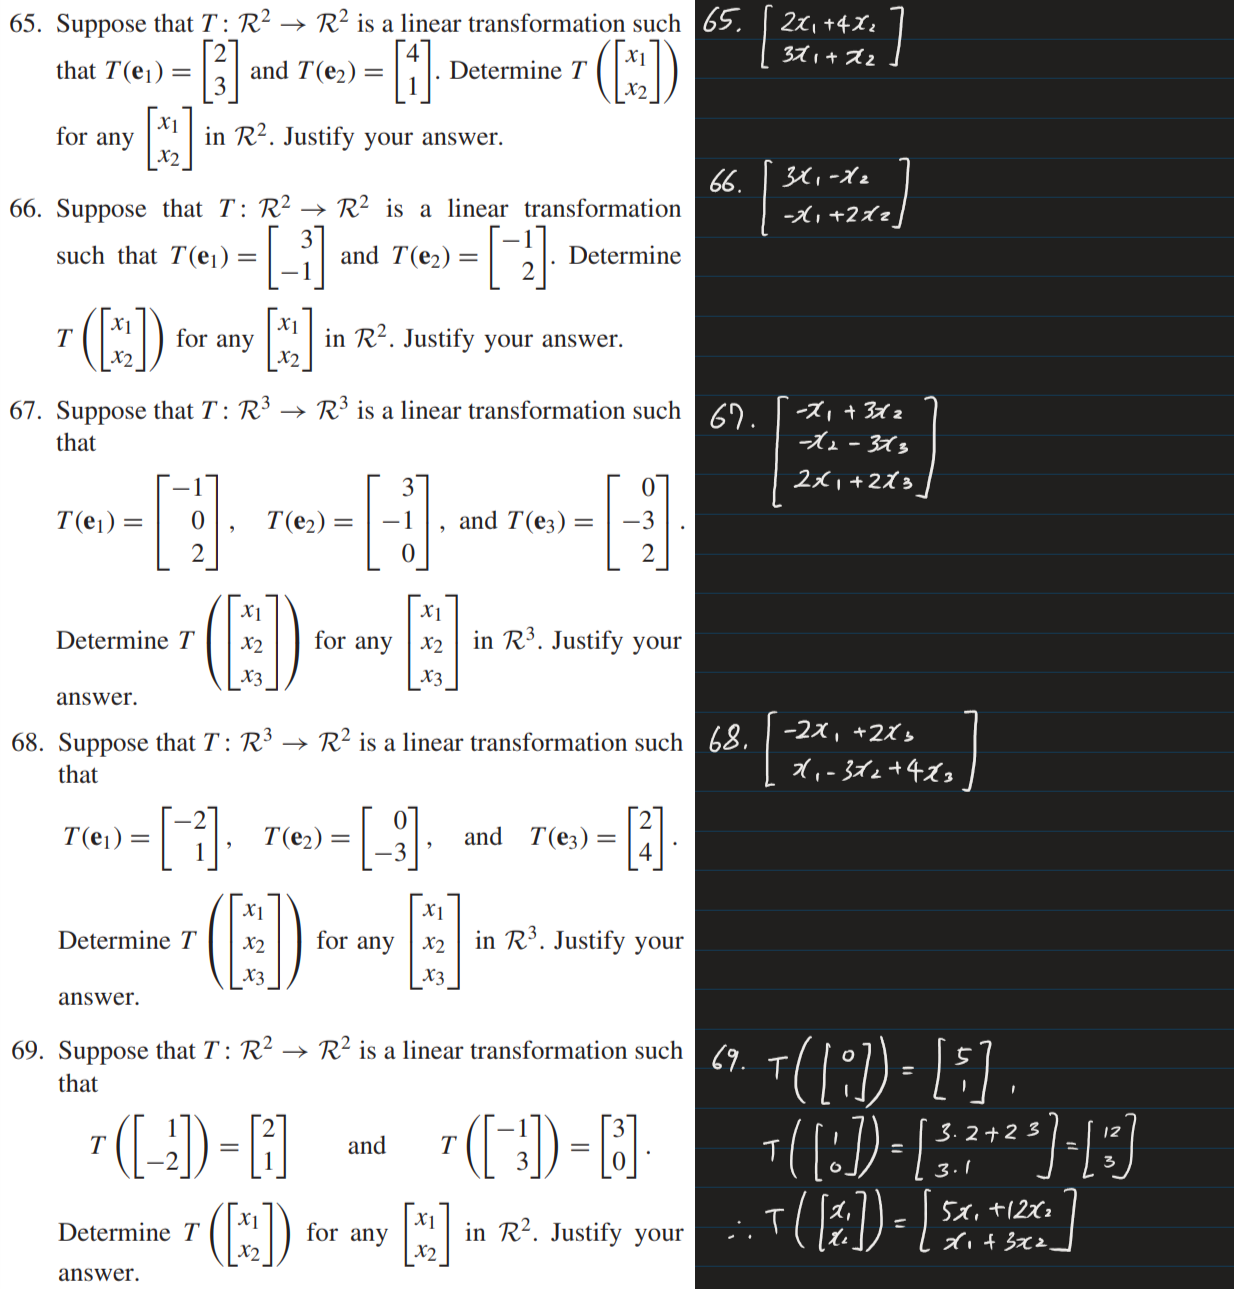 65. Suppose that T : R² → R² is a linear transformation such
that T(e₁) = [2 3] and T(e₂) = [4 1]. Determine T([x₁ x₂])
for any [x₁ x₂] in R². Justify your answer.
66. Suppose that T : R² → R² is a linear transformation
such that T(e₁) = [3 −1] and T(e₂) = [−1 2]. Determine
T([x₁ x₂]) for any [x₁ x₂] in R². Justify your answer.
67. Suppose that T : R³ → R³ is a linear transformation such
that
T(e₁) = [−1 0 2], T(e₂) = [3 −1 0], and T(e₃) = [0 −3 2].
Determine T([x₁ x₂ x₃]) for any [x₁ x₂ x₃] in R³. Justify your
answer.
68. Suppose that T : R³ → R² is a linear transformation such
that
T(e₁) = [−2 1], T(e₂) = [0 −3], and T(e₃) = [2 4].
Determine T([x₁ x₂ x₃]) for any [x₁ x₂ x₃] in R³. Justify your
answer.
69. Suppose that T : R² → R² is a linear transformation such
that
T([1 −2]) = [2 1] and T([−1 3]) = [3 0].
Determine T([x₁ x₂]) for any [x₁ x₂] in R². Justify your
answer.
65. [2x₁+4x₂
3x₁+x₂]
66. [3x₁-x₂
-x₁+2x₂]
67. [-x₁+3x₂
-x₂-3x₃
2x₁+2x₃]
68. [-2x₁+2x₃
x₁-3x₂+4x₃]
69. T([0 1]) = [5 1],
T([1 0]) = [3·2+2 3 3·1] = [12 3]
∴ T([x₁ x₂]) = [5x₁+12x₂
x₁+3x₂]